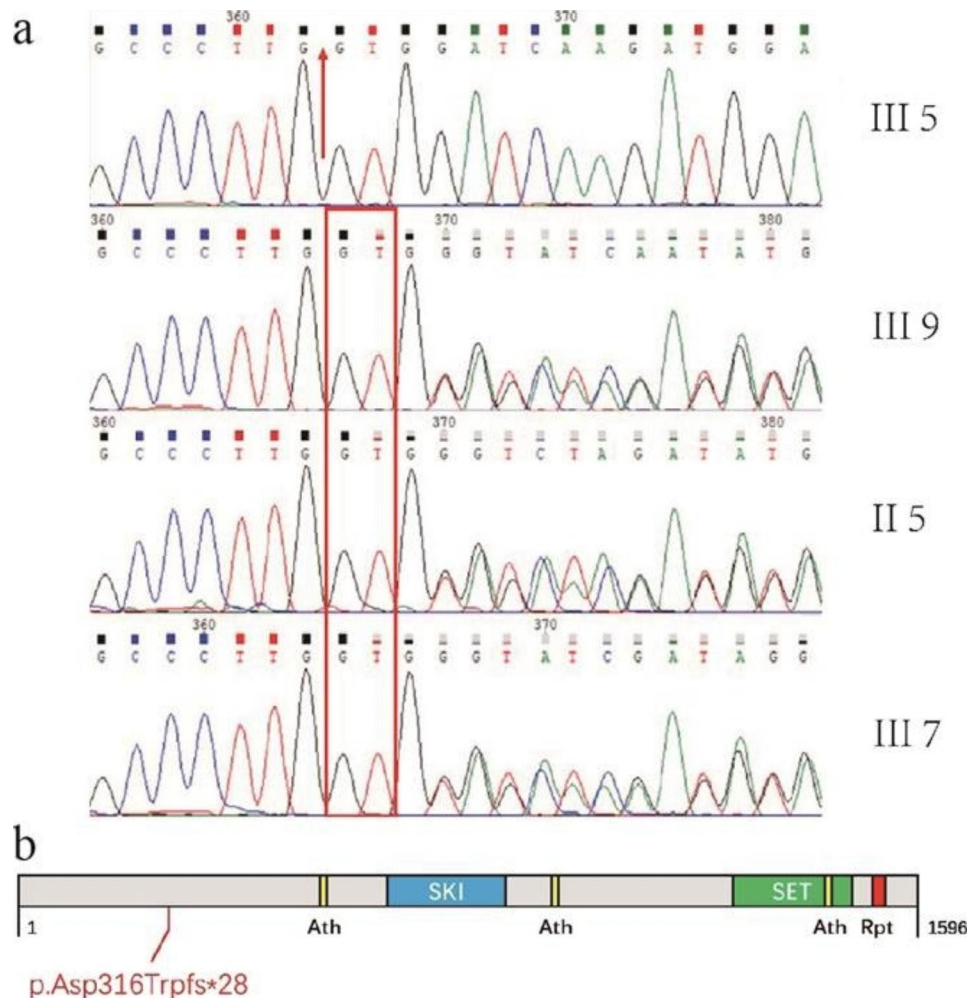 a
360 370
G C C C T T G G T G G A T C A A G A T G G A
III 5
360 370 380
G C C C T T G G T G G G T A T C A A T A T G
III 9
360 370 380
G C C C T T G G T G G G T C T A G A T A T G
II 5
360 370
G C C C T T G G T G G G T A T C G A T A G G
III 7
b
SKI SET
1 Ath Ath Ath Rpt 1596
p.Asp316Trpfs*28